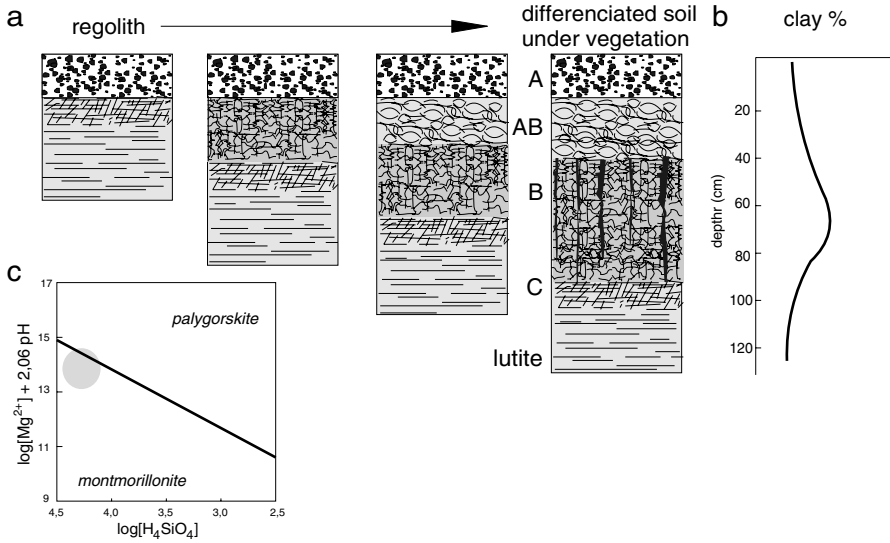 a
regolith
differenciated soil
under vegetation
A
AB
B
C
lutite
b
clay %
20
40
60
80
100
120
depthr (cm)
c
17
15
13
11
9
log[Mg2+] + 2,06 pH
palygorskite
montmorillonite
4,5
4,0
3,5
3,0
2,5
log[H4SiO4]